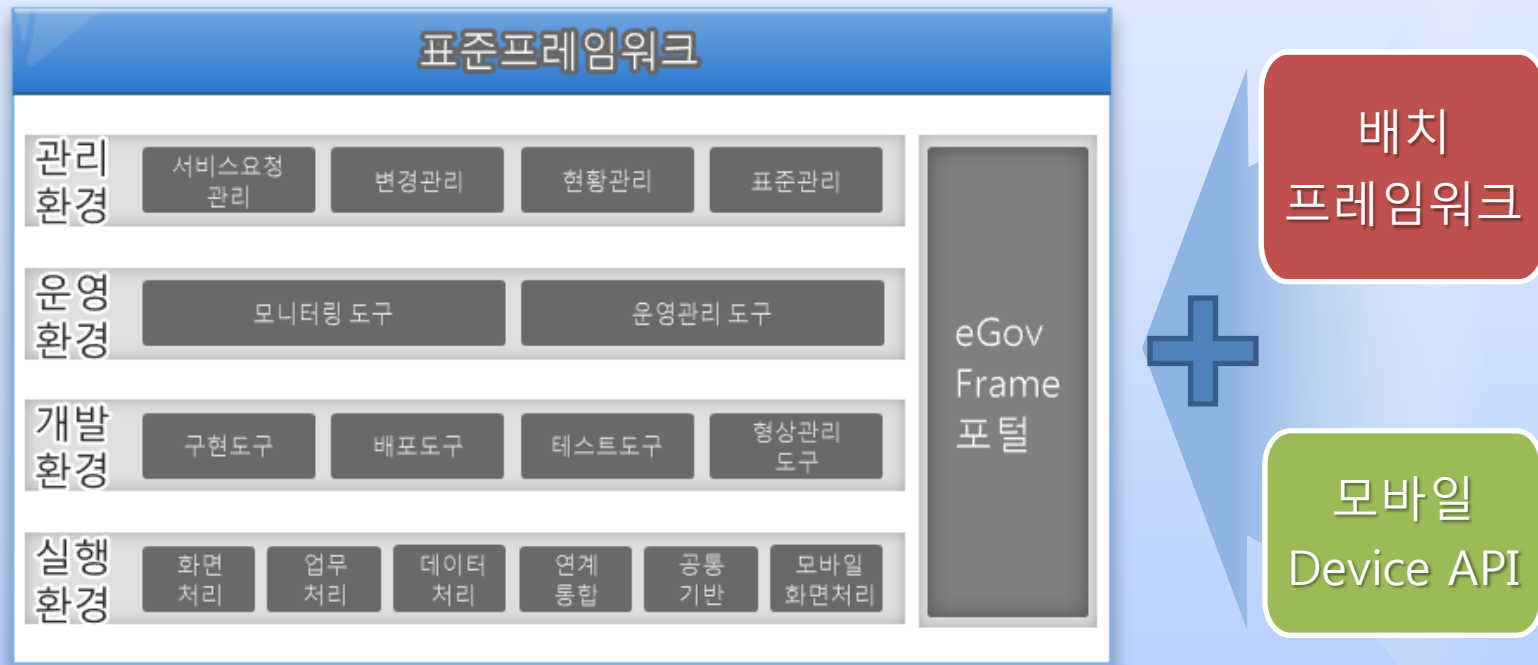 표준프레임워크
관리
환경
서비스요청
관리
변경관리
현황관리
표준관리
운영
환경
모니터링 도구
운영관리 도구
개발
환경
구현도구
배포도구
테스트도구
형상관리
도구
실행
환경
화면
처리
업무
처리
데이터
처리
연계
통합
공통
기반
모바일
화면처리
eGov
Frame
포털
배치
프레임워크
모바일
Device API